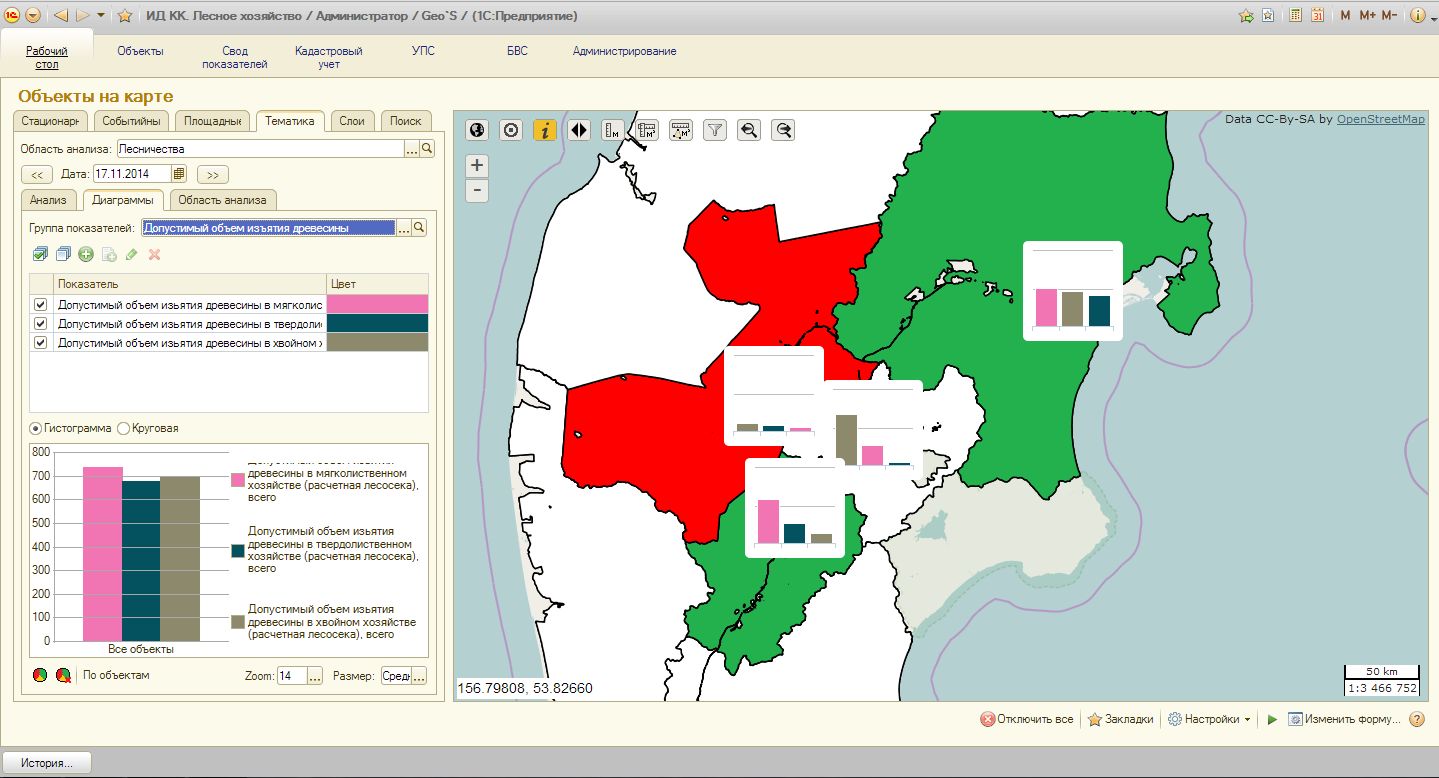 ИД КК. Лесное хозяйство / Администратор / Geo`S / (1С:Предприятие)
M M+ M-
31
Рабочий стол
Объекты
Свод показателей
Кадастровый учет
УПС
БВС
Администрирование
Объекты на карте
Стационарн
Событийны
Площадные
Тематика
Слои
Поиск
Область анализа: Лесничества ...
<< Дата: 17.11.2014 >>
Анализ
Диаграммы
Область анализа
Группа показателей: Допустимый объем изъятия древесины ...
Показатель Цвет
Допустимый объем изъятия древесины в мягколис
Допустимый объем изъятия древесины в твердоли
Допустимый объем изъятия древесины в хвойном х
Гистограмма Круговая
800
700
600
500
400
300
200
100
0
Все объекты
древесины в мягколиственном
хозяйстве (расчетная лесосека),
всего
Допустимый объем изъятия
древесины в твердолиственном
хозяйстве (расчетная лесосека),
всего
Допустимый объем изъятия
древесины в хвойном хозяйстве
(расчетная лесосека), всего
По объектам
Zoom: 14 ...
Размер: Средн ...
Data CC-By-SA by OpenStreetMap
+
-
156.79808, 53.82660
50 km
1:3 466 752
Отключить все
Закладки
Настройки
Изменить форму...
История...